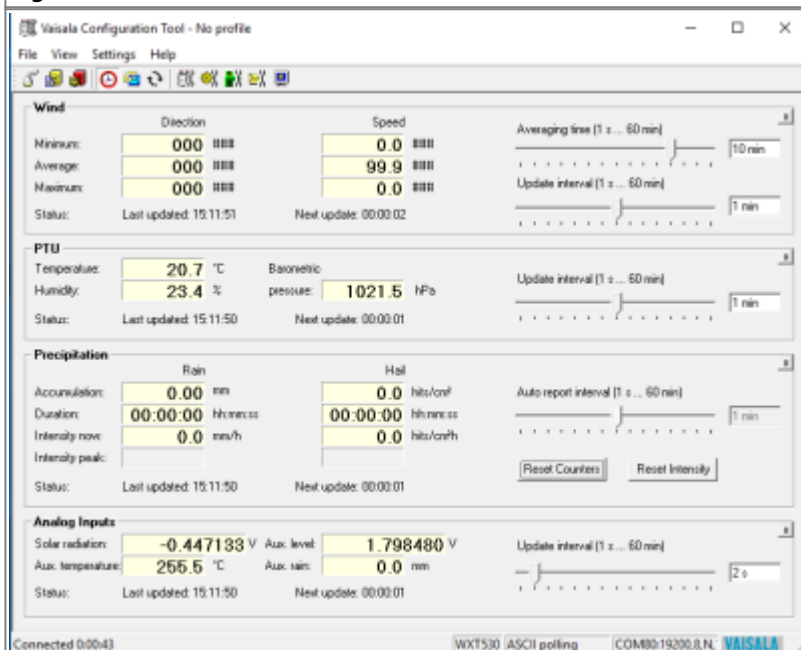 Vaisala Configuration Tool - No profile
File View Settings Help
Wind
Direction Speed
Minimum: 000 ### 0.0 ###
Average: 000 ### 99.9 ###
Maximum: 000 ### 0.0 ###
Status: Last updated: 15:11:51 Next update: 00:00:02
Averaging time (1 s ... 60 min)
10 min
Update interval (1 s ... 60 min)
1 min
PTU
Temperature: 20.7 °C Barometric
Humidity: 23.4 % pressure: 1021.5 hPa
Status: Last updated: 15:11:50 Next update: 00:00:01
Update interval (1 s ... 60 min)
1 min
Precipitation
Rain Hail
Accumulation: 0.00 mm 0.0 hits/cm²
Duration: 00:00:00 hh:mm:ss 00:00:00 hh:mm:ss
Intensity now: 0.0 mm/h 0.0 hits/cm²h
Intensity peak:
Status: Last updated: 15:11:50 Next update: 00:00:01
Auto report interval (1 s ... 60 min)
1 min
Reset Counters Reset Intensity
Analog Inputs
Solar radiation: -0.447133 V Aux. level: 1.798480 V
Aux. temperature: 255.5 °C Aux. rain: 0.0 mm
Status: Last updated: 15:11:50 Next update: 00:00:01
Update interval (1 s ... 60 min)
2 s
Connected 0:00:43 WXT530 ASCII polling COM80:19200,8,N, VAISALA